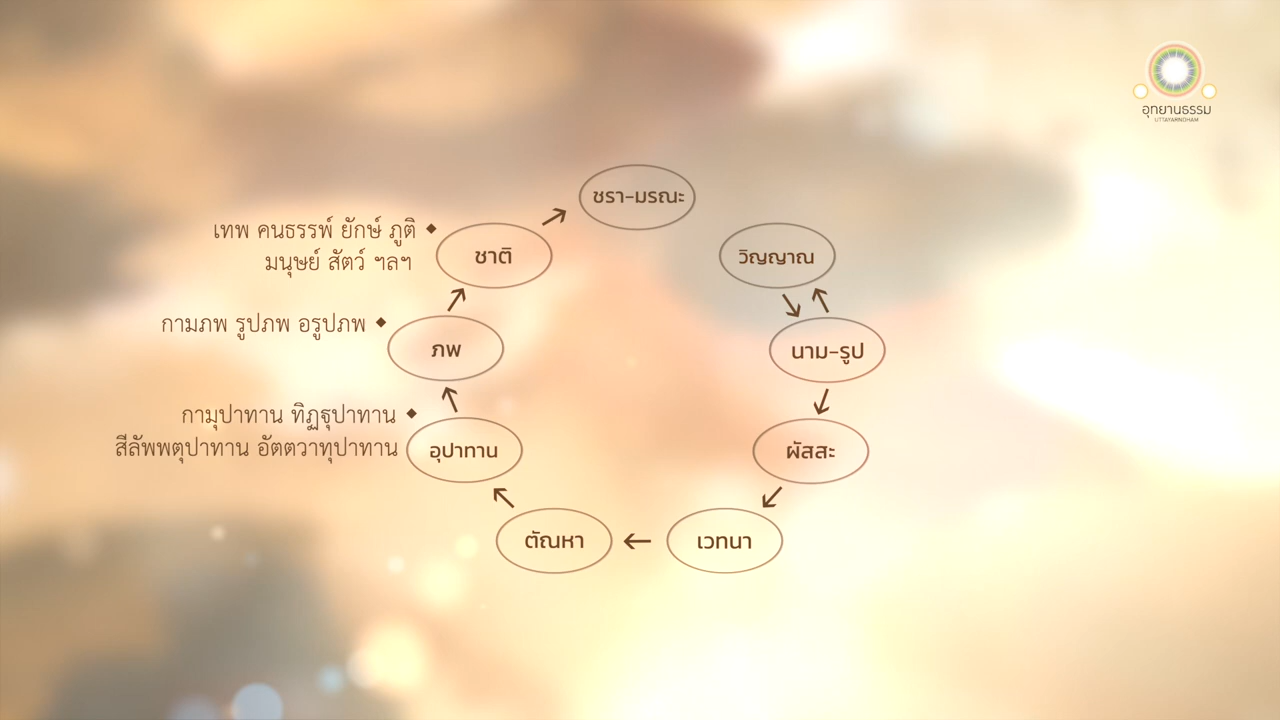 อุทยานธรรม
UTTAYARNDHAM
ชรา-มรณะ
เทพ คนธรรพ์ ยักษ์ ภูติ
มนุษย์ สัตว์ ฯลฯ
ชาติ
วิญญาณ
กามภพ รูปภพ อรูปภพ
ภพ
นาม-รูป
กามุปาทาน ทิฏฐุปาทาน
สีลัพพตุปาทาน อัตตวาทุปาทาน
อุปาทาน
ผัสสะ
ตัณหา
เวทนา